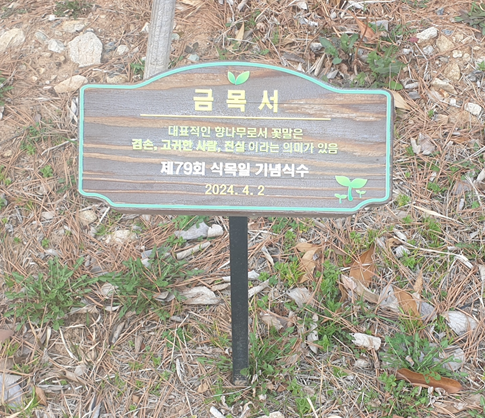 금목서
대표적인 향나무로서 꽃말은
겸손, 고귀한 사랑, 진실 이라는 의미가 있음
제79회 식목일 기념식수
2024. 4. 2